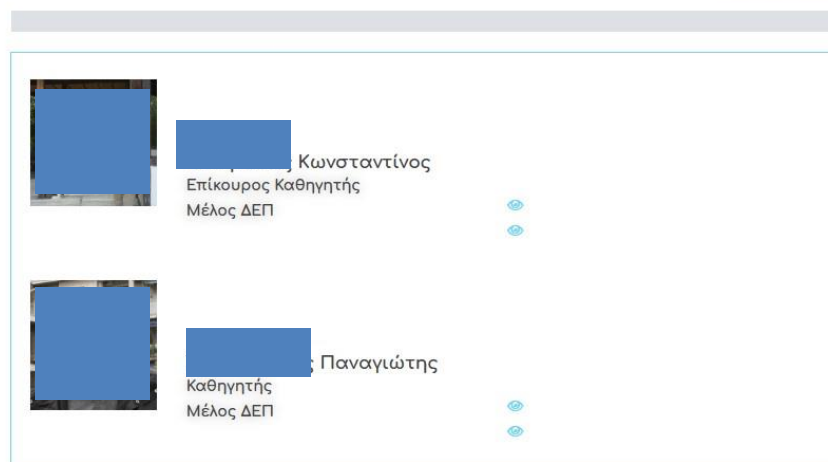 Κωνσταντίνος
Επίκουρος Καθηγητής
Μέλος ΔΕΠ
Παναγιώτης
Καθηγητής
Μέλος ΔΕΠ